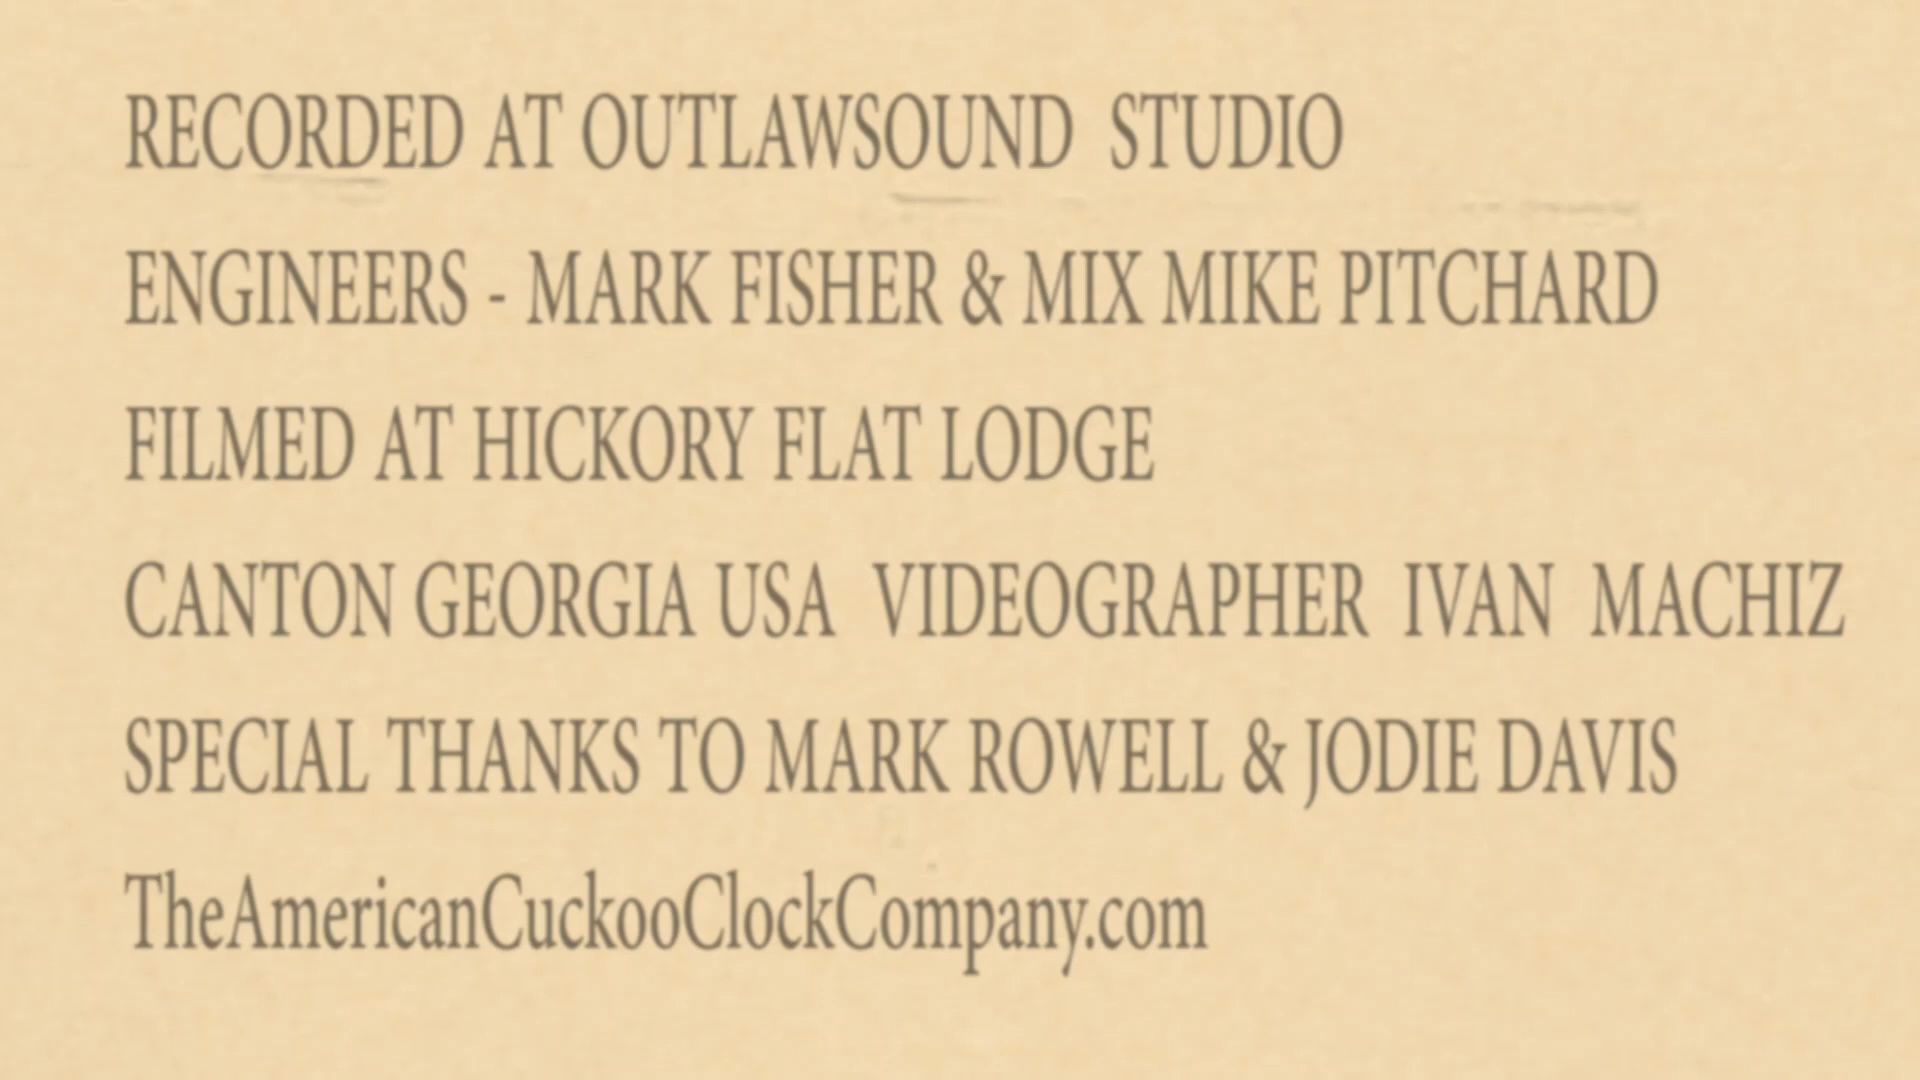 RECORDED AT OUTLAWSOUND STUDIO
ENGINEERS - MARK FISHER & MIX MIKE PITCHARD
FILMED AT HICKORY FLAT LODGE
CANTON GEORGIA USA VIDEOGRAPHER IVAN MACHIZ
SPECIAL THANKS TO MARK ROWELL & JODIE DAVIS
TheAmericanCuckooClockCompany.com